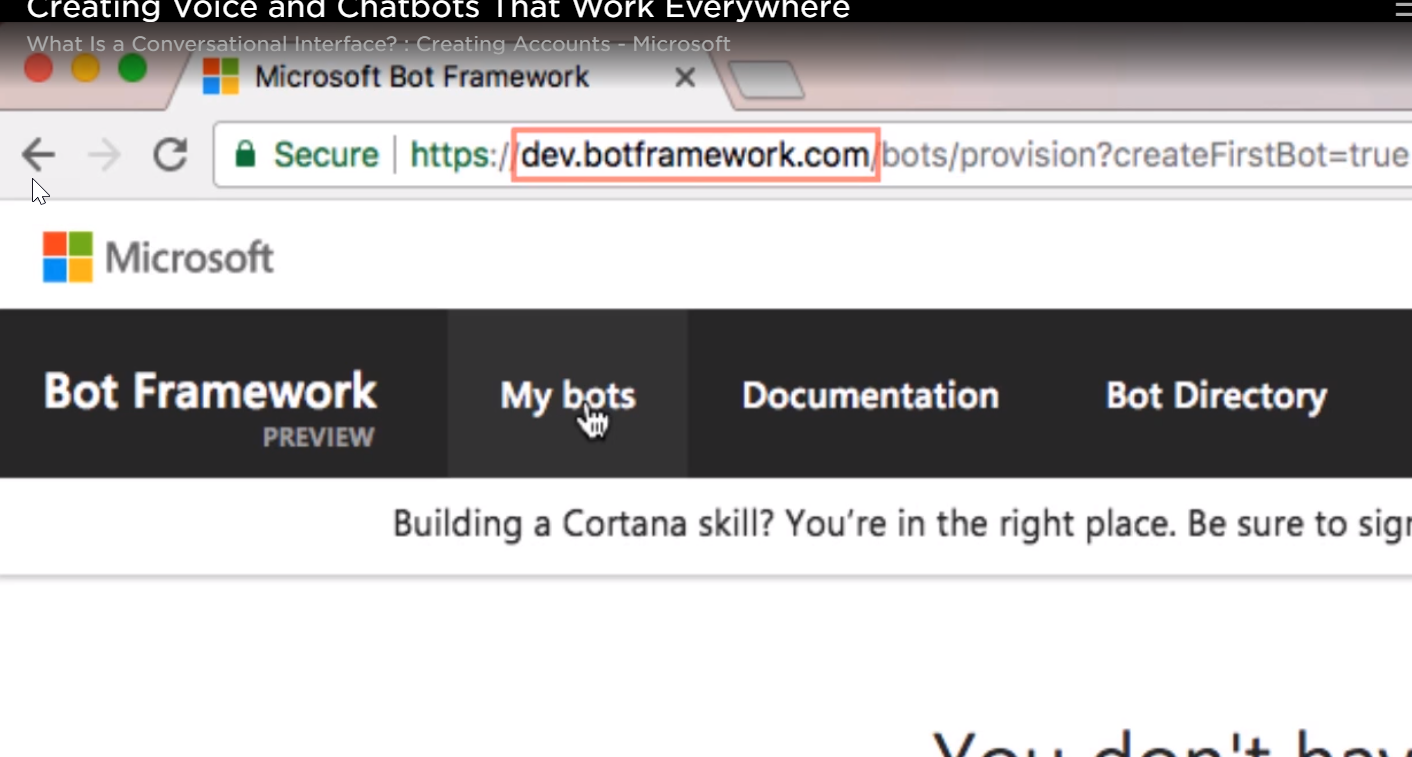 Creating Voice and Chatbots That Work Everywhere
What Is a Conversational Interface? : Creating Accounts - Microsoft
Microsoft Bot Framework
Secure | https://dev.botframework.com/bots/provision?createFirstBot=true
Microsoft
Bot Framework My bots Documentation Bot Directory
PREVIEW
Building a Cortana skill? You're in the right place. Be sure to
You don't